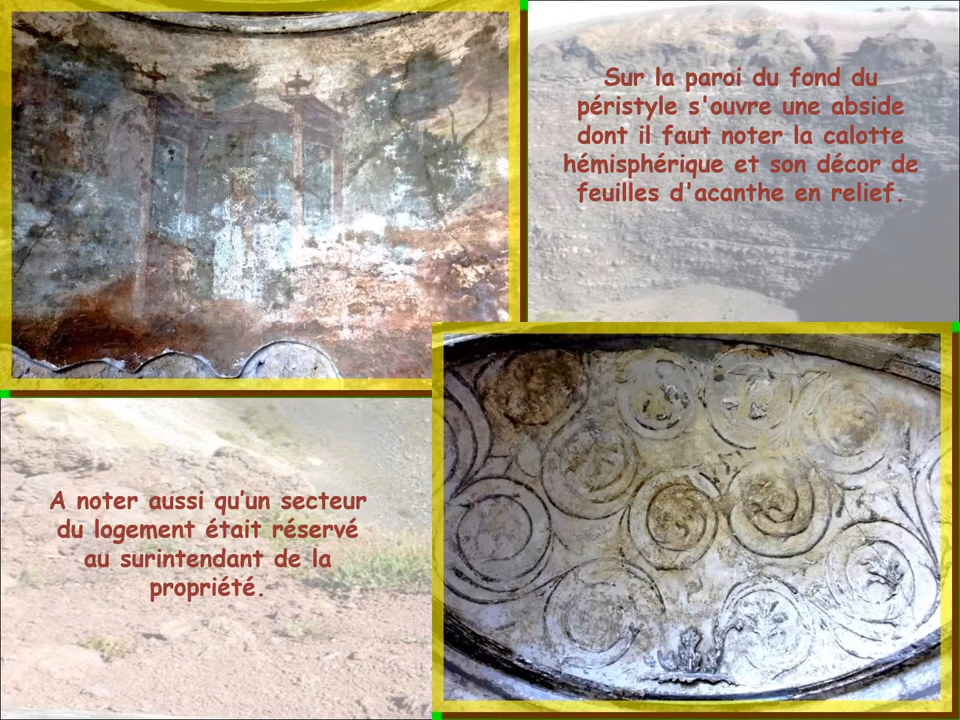 Sur la paroi du fond du
péristyle s'ouvre une abside
dont il faut noter la calotte
hémisphérique et son décor de
feuilles d'acanthe en relief.
A noter aussi qu’un secteur
du logement était réservé
au surintendant de la
propriété.